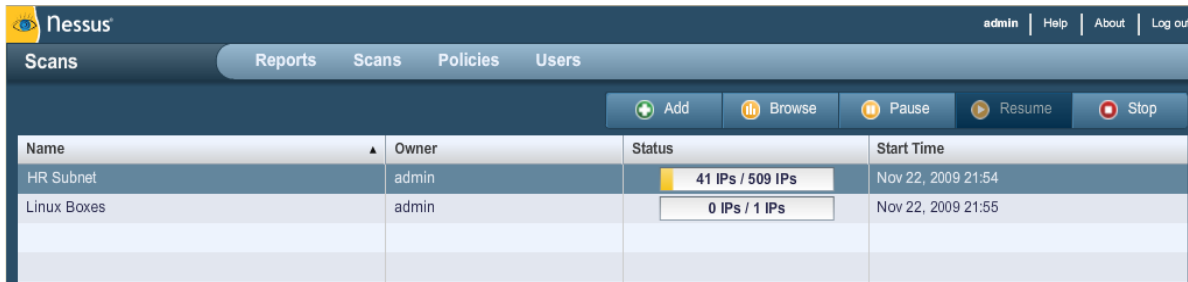 nessus
admin | Help | About | Log out
Scans
Reports Scans Policies Users
Add Browse Pause Resume Stop
Name Owner Status Start Time
HR Subnet admin 41 IPs / 509 IPs Nov 22, 2009 21:54
Linux Boxes admin 0 IPs / 1 IPs Nov 22, 2009 21:55